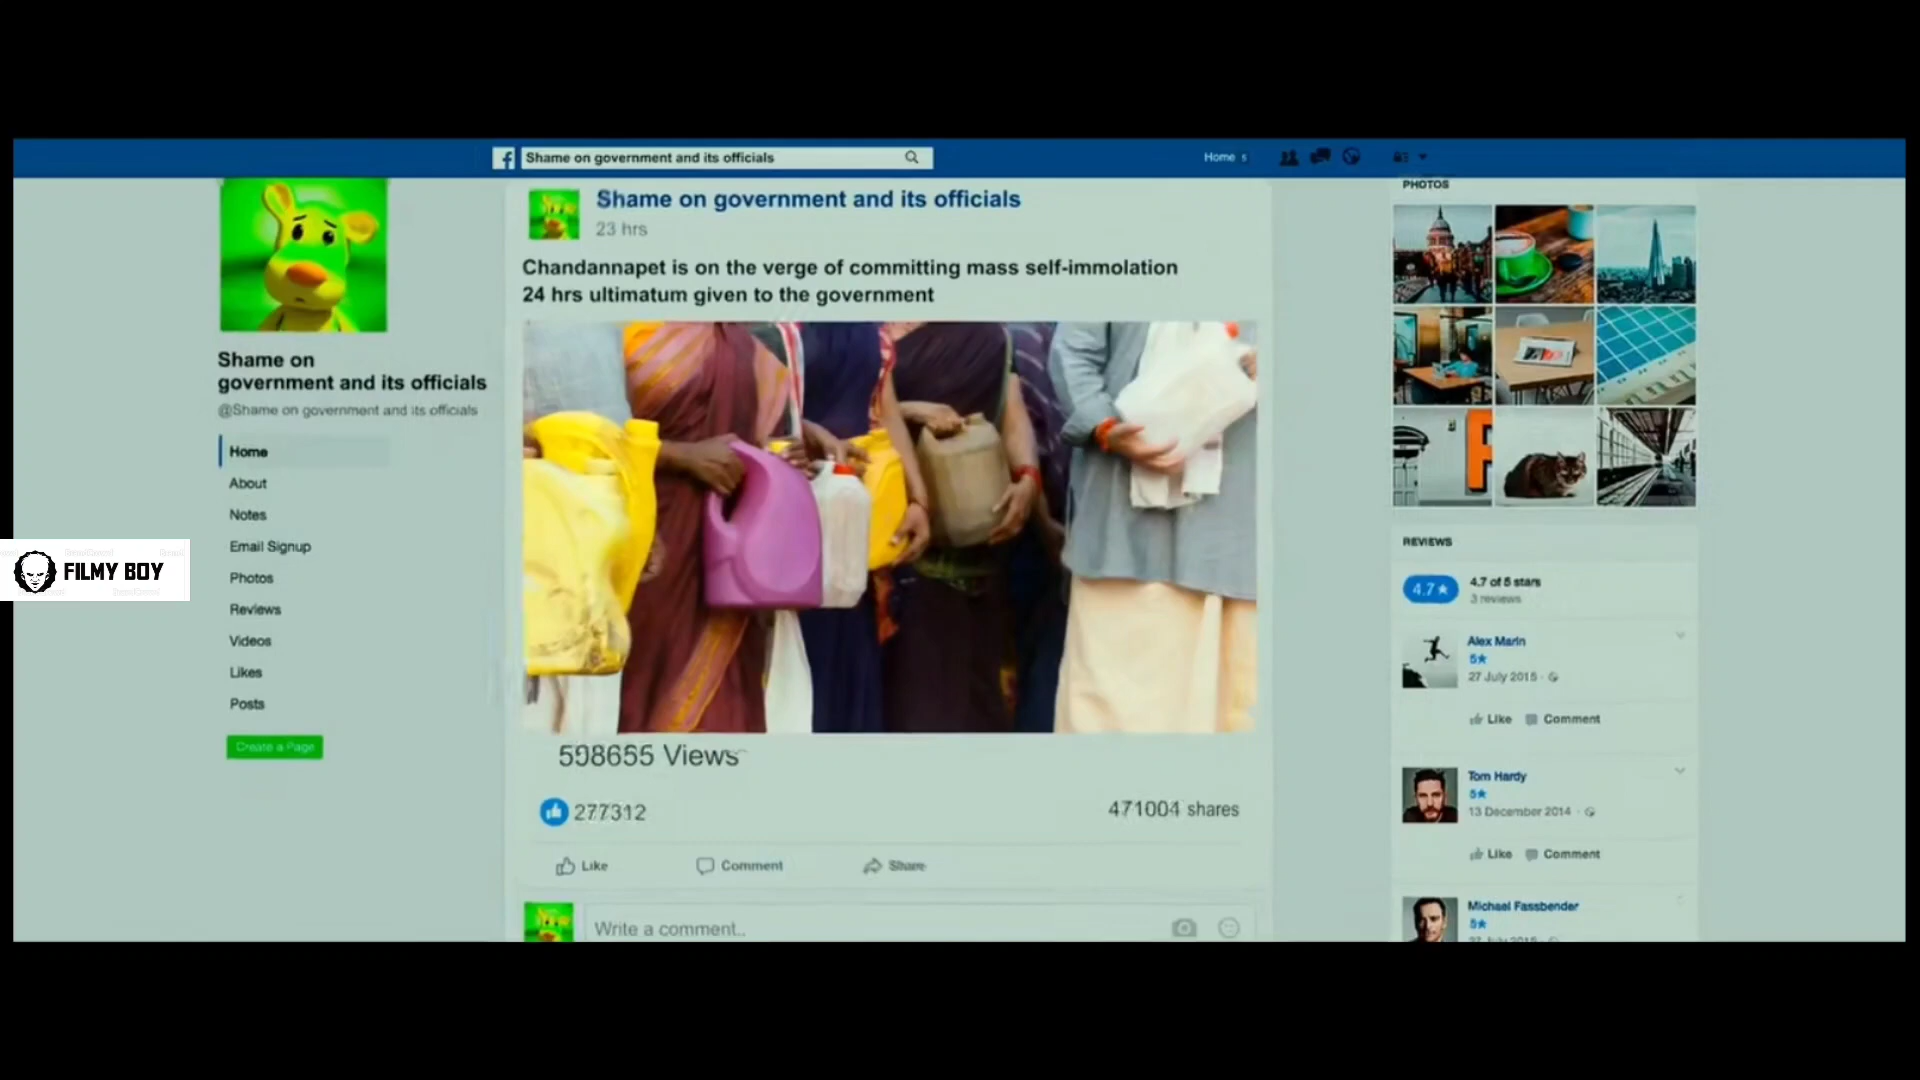 Shame on government and its officials
Home 5
Shame on
government and its officials
@Shame on government and its officials
Home
About
Notes
Email Signup
Photos
Reviews
Videos
Likes
Posts
Create a Page
FILMY BOY
Shame on government and its officials
23 hrs
Chandannapet is on the verge of committing mass self-immolation
24 hrs ultimatum given to the government
598655 Views
277312
471004 shares
Like
Comment
Share
Write a comment..
PHOTOS
REVIEWS
4.7★
4.7 of 5 stars
3 reviews
Alex Marin
5★
27 July 2015
Like Comment
Tom Hardy
5★
13 December 2014
Like Comment
Michael Fassbender
5★
27 July 2015